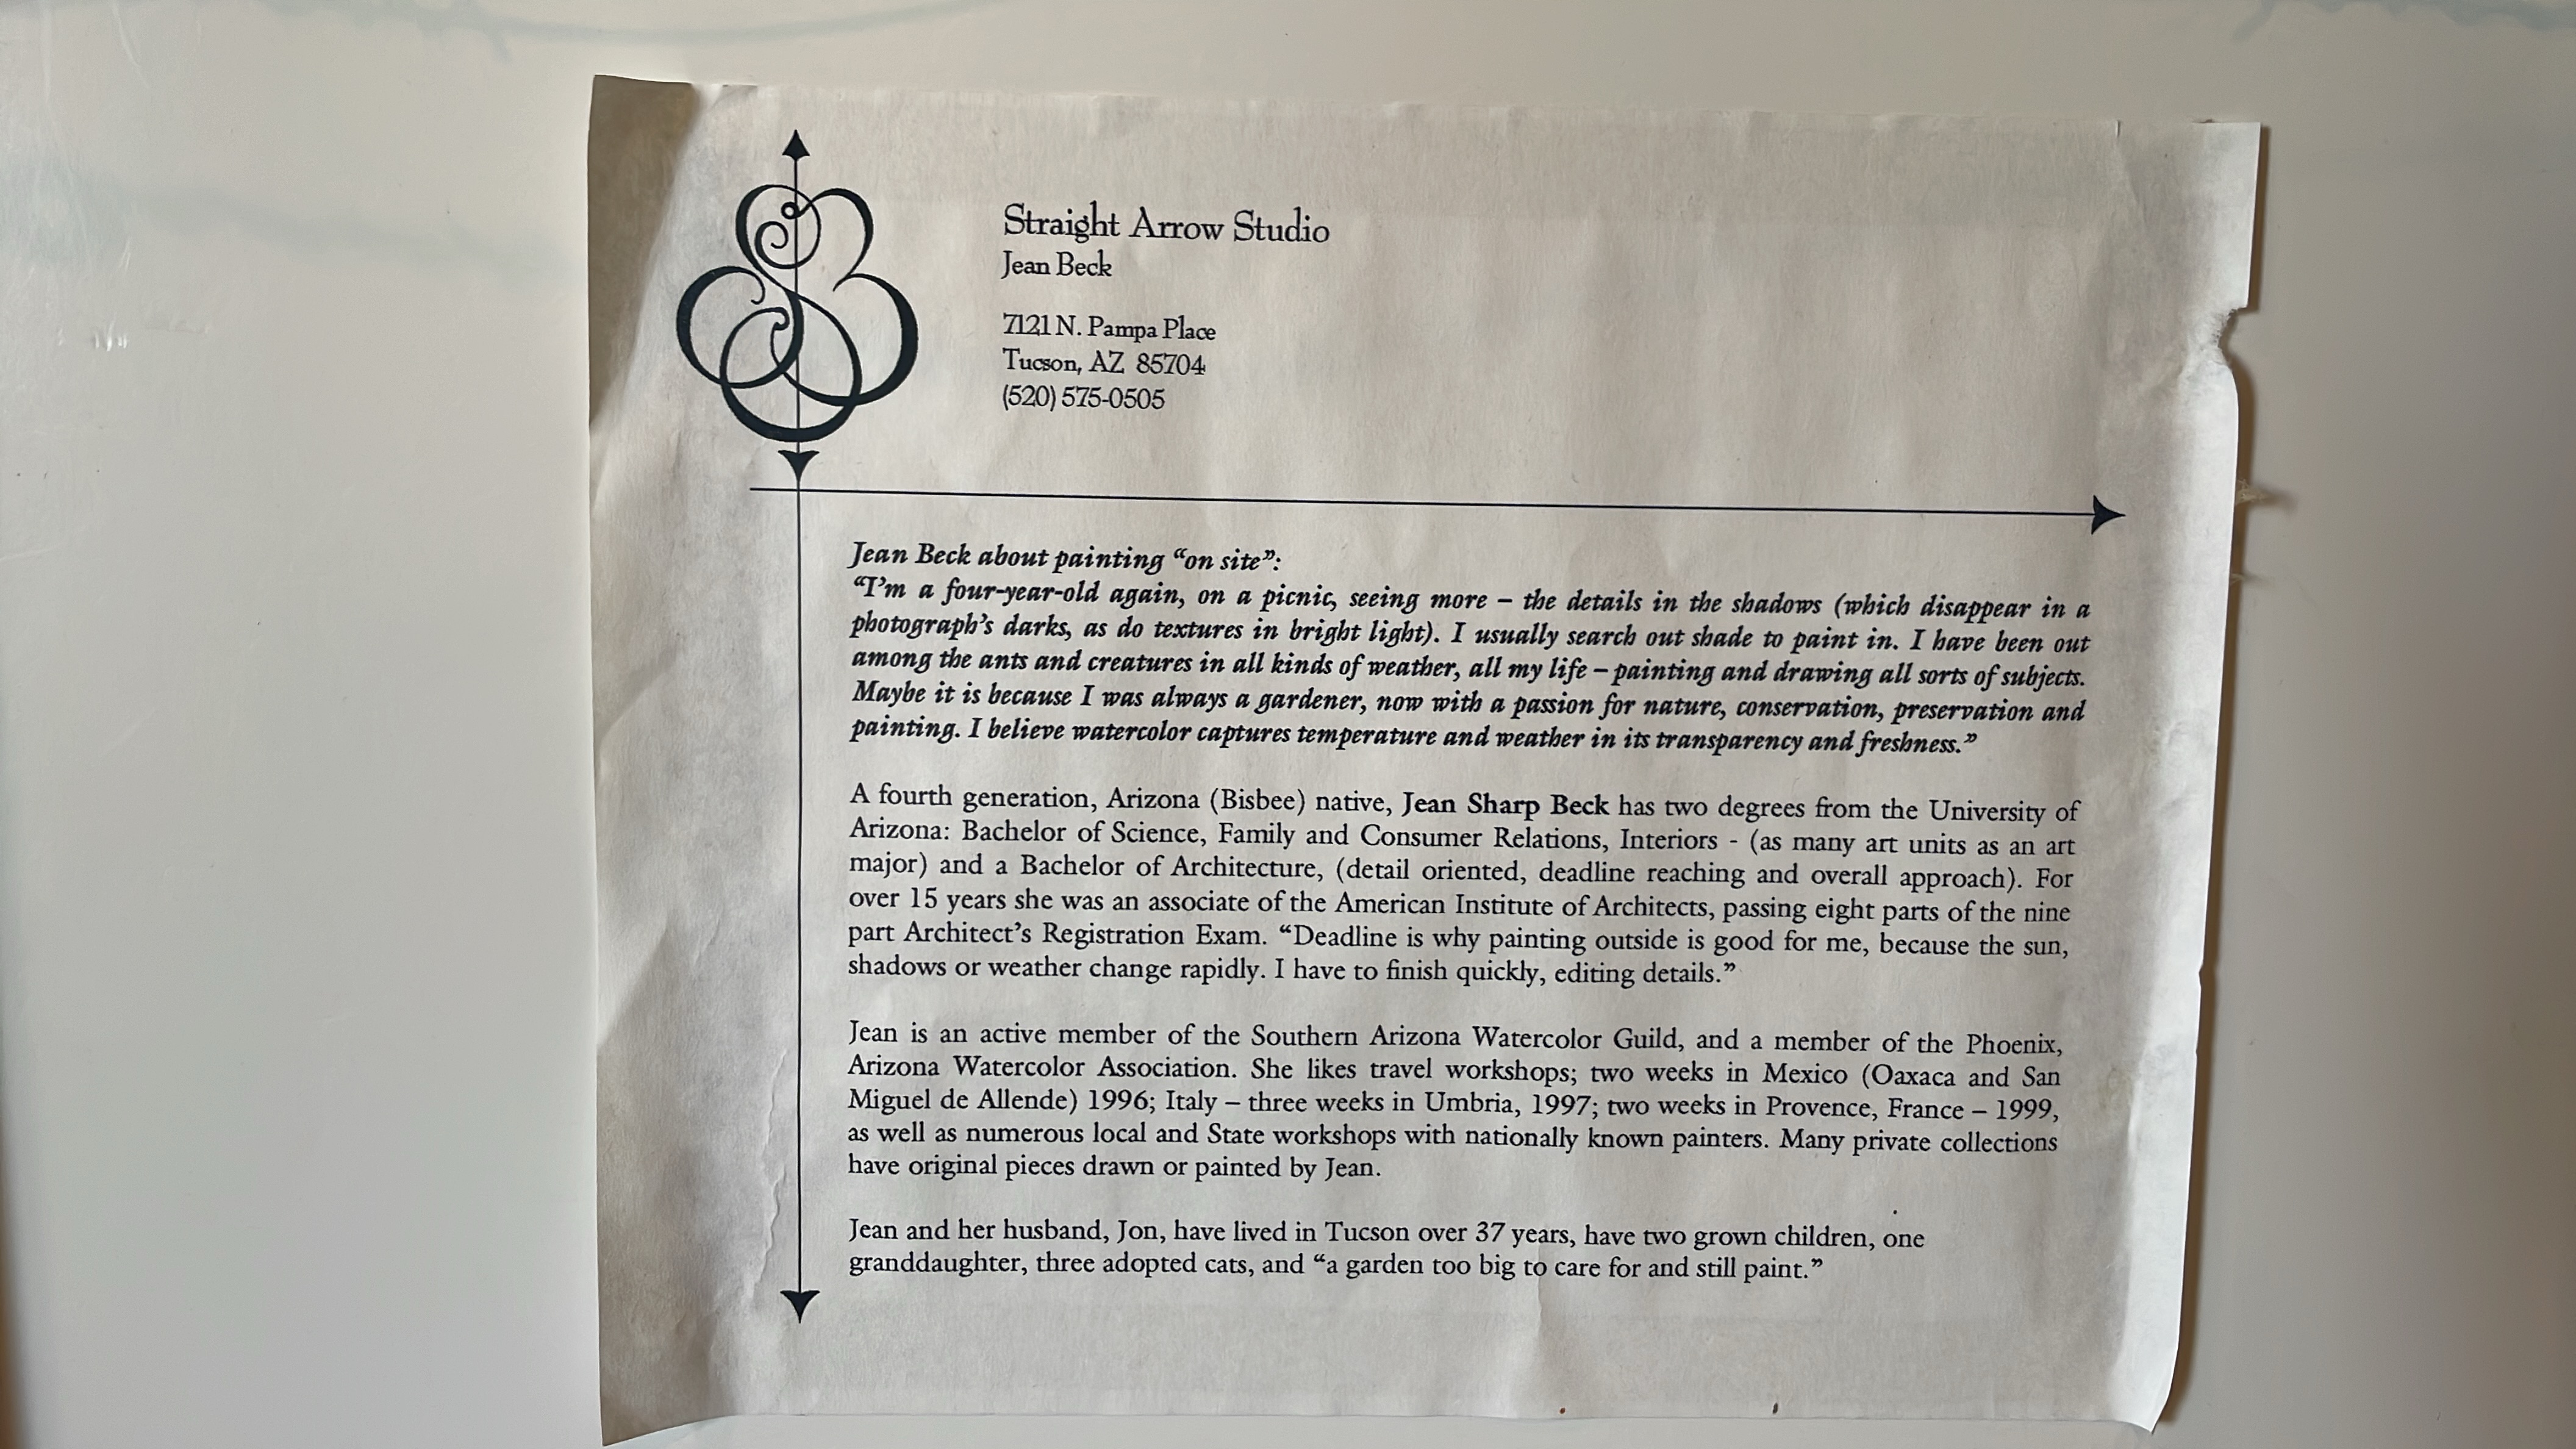 Straight Arrow Studio
Jean Beck
7121 N. Pampa Place
Tucson, AZ 85704
(520) 575-0505
Jean Beck about painting “on site”:
“I’m a four-year-old again, on a picnic, seeing more – the details in the shadows (which disappear in a
photograph’s darks, as do textures in bright light). I usually search out shade to paint in. I have been out
among the ants and creatures in all kinds of weather, all my life – painting and drawing all sorts of subjects.
Maybe it is because I was always a gardener, now with a passion for nature, conservation, preservation and
painting. I believe watercolor captures temperature and weather in its transparency and freshness.”
A fourth generation, Arizona (Bisbee) native, Jean Sharp Beck has two degrees from the University of
Arizona: Bachelor of Science, Family and Consumer Relations, Interiors - (as many art units as an art
major) and a Bachelor of Architecture, (detail oriented, deadline reaching and overall approach). For
over 15 years she was an associate of the American Institute of Architects, passing eight parts of the nine
part Architect’s Registration Exam. “Deadline is why painting outside is good for me, because the sun,
shadows or weather change rapidly. I have to finish quickly, editing details.”
Jean is an active member of the Southern Arizona Watercolor Guild, and a member of the Phoenix,
Arizona Watercolor Association. She likes travel workshops; two weeks in Mexico (Oaxaca and San
Miguel de Allende) 1996; Italy – three weeks in Umbria, 1997; two weeks in Provence, France – 1999,
as well as numerous local and State workshops with nationally known painters. Many private collections
have original pieces drawn or painted by Jean.
Jean and her husband, Jon, have lived in Tucson over 37 years, have two grown children, one
granddaughter, three adopted cats, and “a garden too big to care for and still paint.”